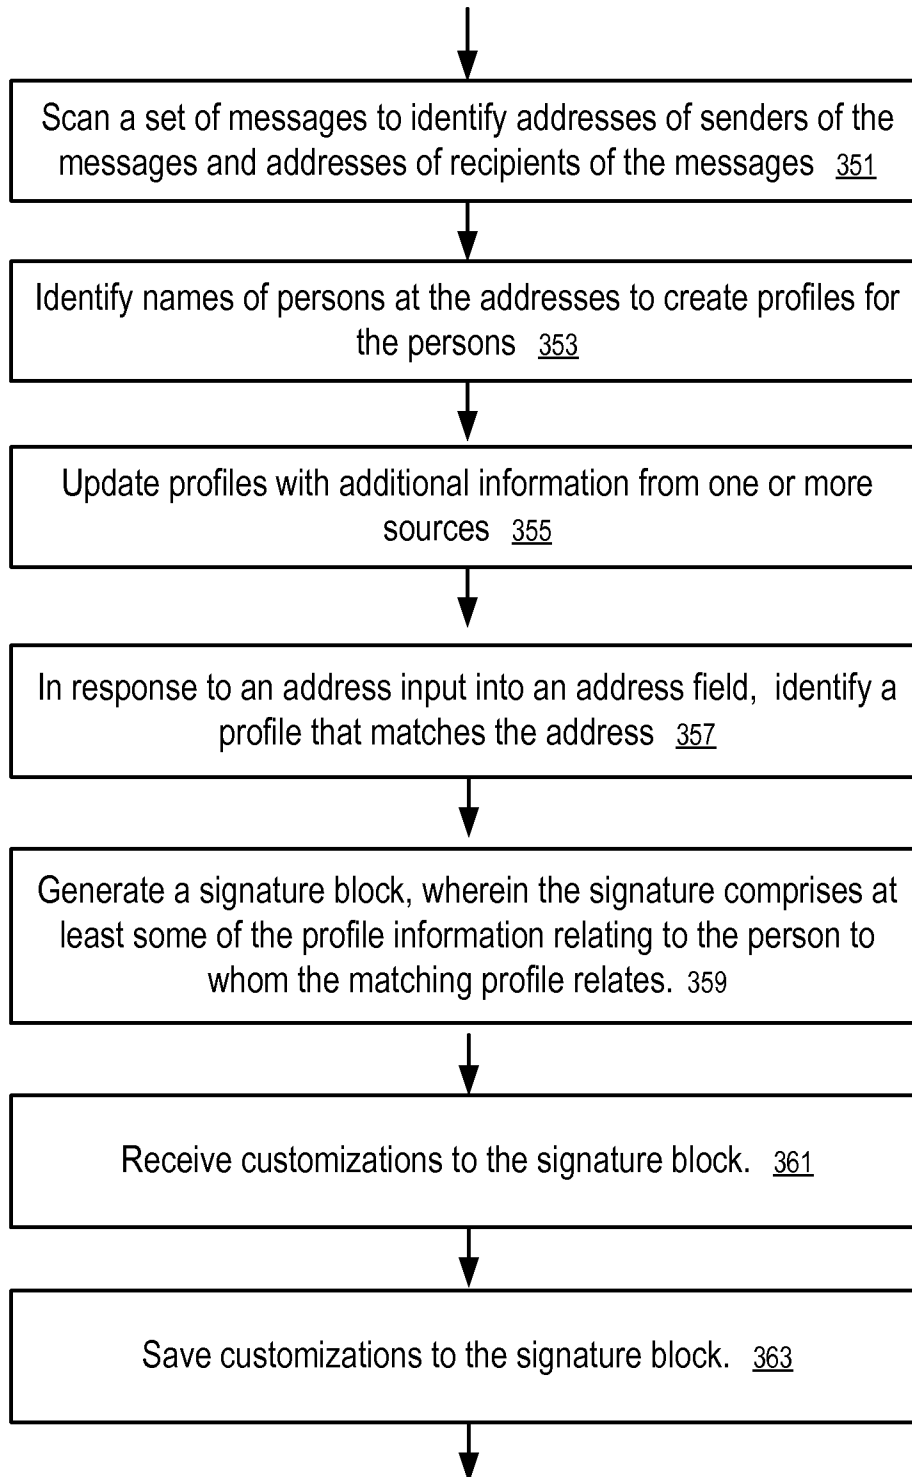 Scan a set of messages to identify addresses of senders of the
messages and addresses of recipients of the messages 351
Identify names of persons at the addresses to create profiles for
the persons 353
Update profiles with additional information from one or more
sources 355
In response to an address input into an address field, identify a
profile that matches the address 357
Generate a signature block, wherein the signature comprises at
least some of the profile information relating to the person to
whom the matching profile relates. 359
Receive customizations to the signature block. 361
Save customizations to the signature block. 363